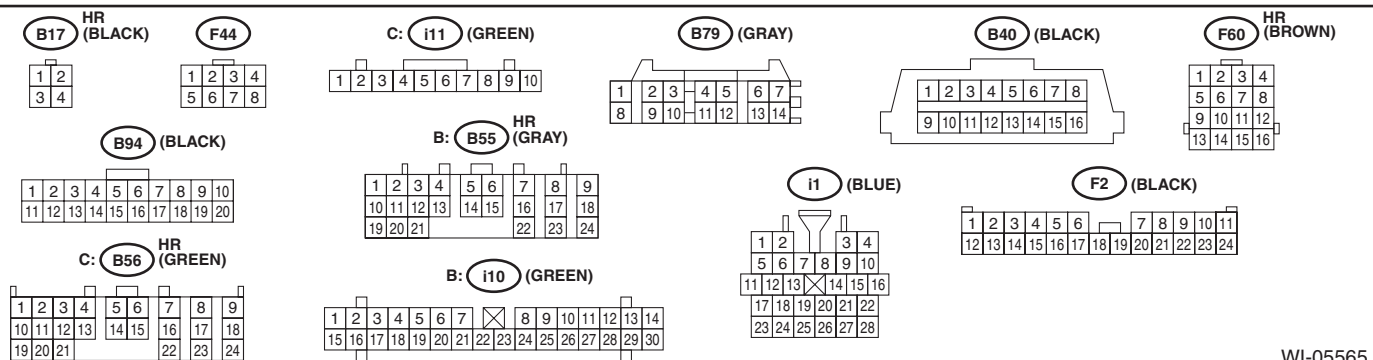 B17 HR (BLACK)
1 2
3 4
F44
1 2 3 4
5 6 7 8
C: i11 (GREEN)
1 2 3 4 5 6 7 8 9 10
B79 (GRAY)
1 2 3 4 5 6 7
8 9 10 11 12 13 14
B40 (BLACK)
1 2 3 4 5 6 7 8
9 10 11 12 13 14 15 16
F60 HR (BROWN)
1 2 3 4
5 6 7 8
9 10 11 12
13 14 15 16
B94 (BLACK)
1 2 3 4 5 6 7 8 9 10
11 12 13 14 15 16 17 18 19 20
B: B55 HR (GRAY)
1 2 3 4 5 6 7 8 9
10 11 12 13 14 15 16 17 18
19 20 21 22 23 24
i1 (BLUE)
1 2 3 4
5 6 7 8 9 10
11 12 13 14 15 16
17 18 19 20 21 22
23 24 25 26 27 28
F2 (BLACK)
1 2 3 4 5 6 7 8 9 10 11
12 13 14 15 16 17 18 19 20 21 22 23 24
C: B56 HR (GREEN)
1 2 3 4 5 6 7 8 9
10 11 12 13 14 15 16 17 18
19 20 21 22 23 24
B: i10 (GREEN)
1 2 3 4 5 6 7 8 9 10 11 12 13 14
15 16 17 18 19 20 21 22 23 24 25 26 27 28 29 30
WI-05565